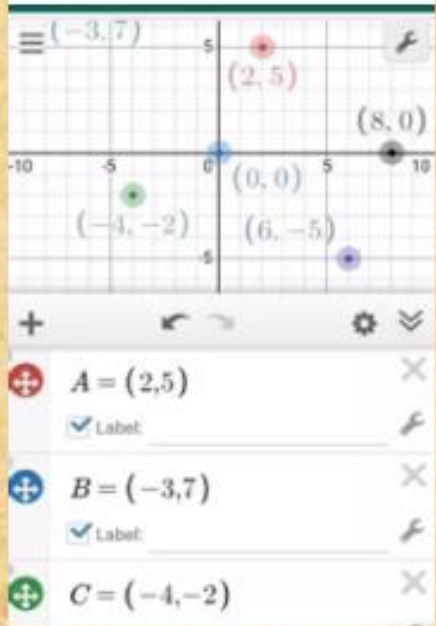 (-3, 7)
5
(2, 5)
(8, 0)
-10
-5
0
5
10
(0, 0)
(-4, -2)
(6, -5)
-5
A = (2,5)
Label:
B = (-3,7)
Label:
C = (-4,-2)